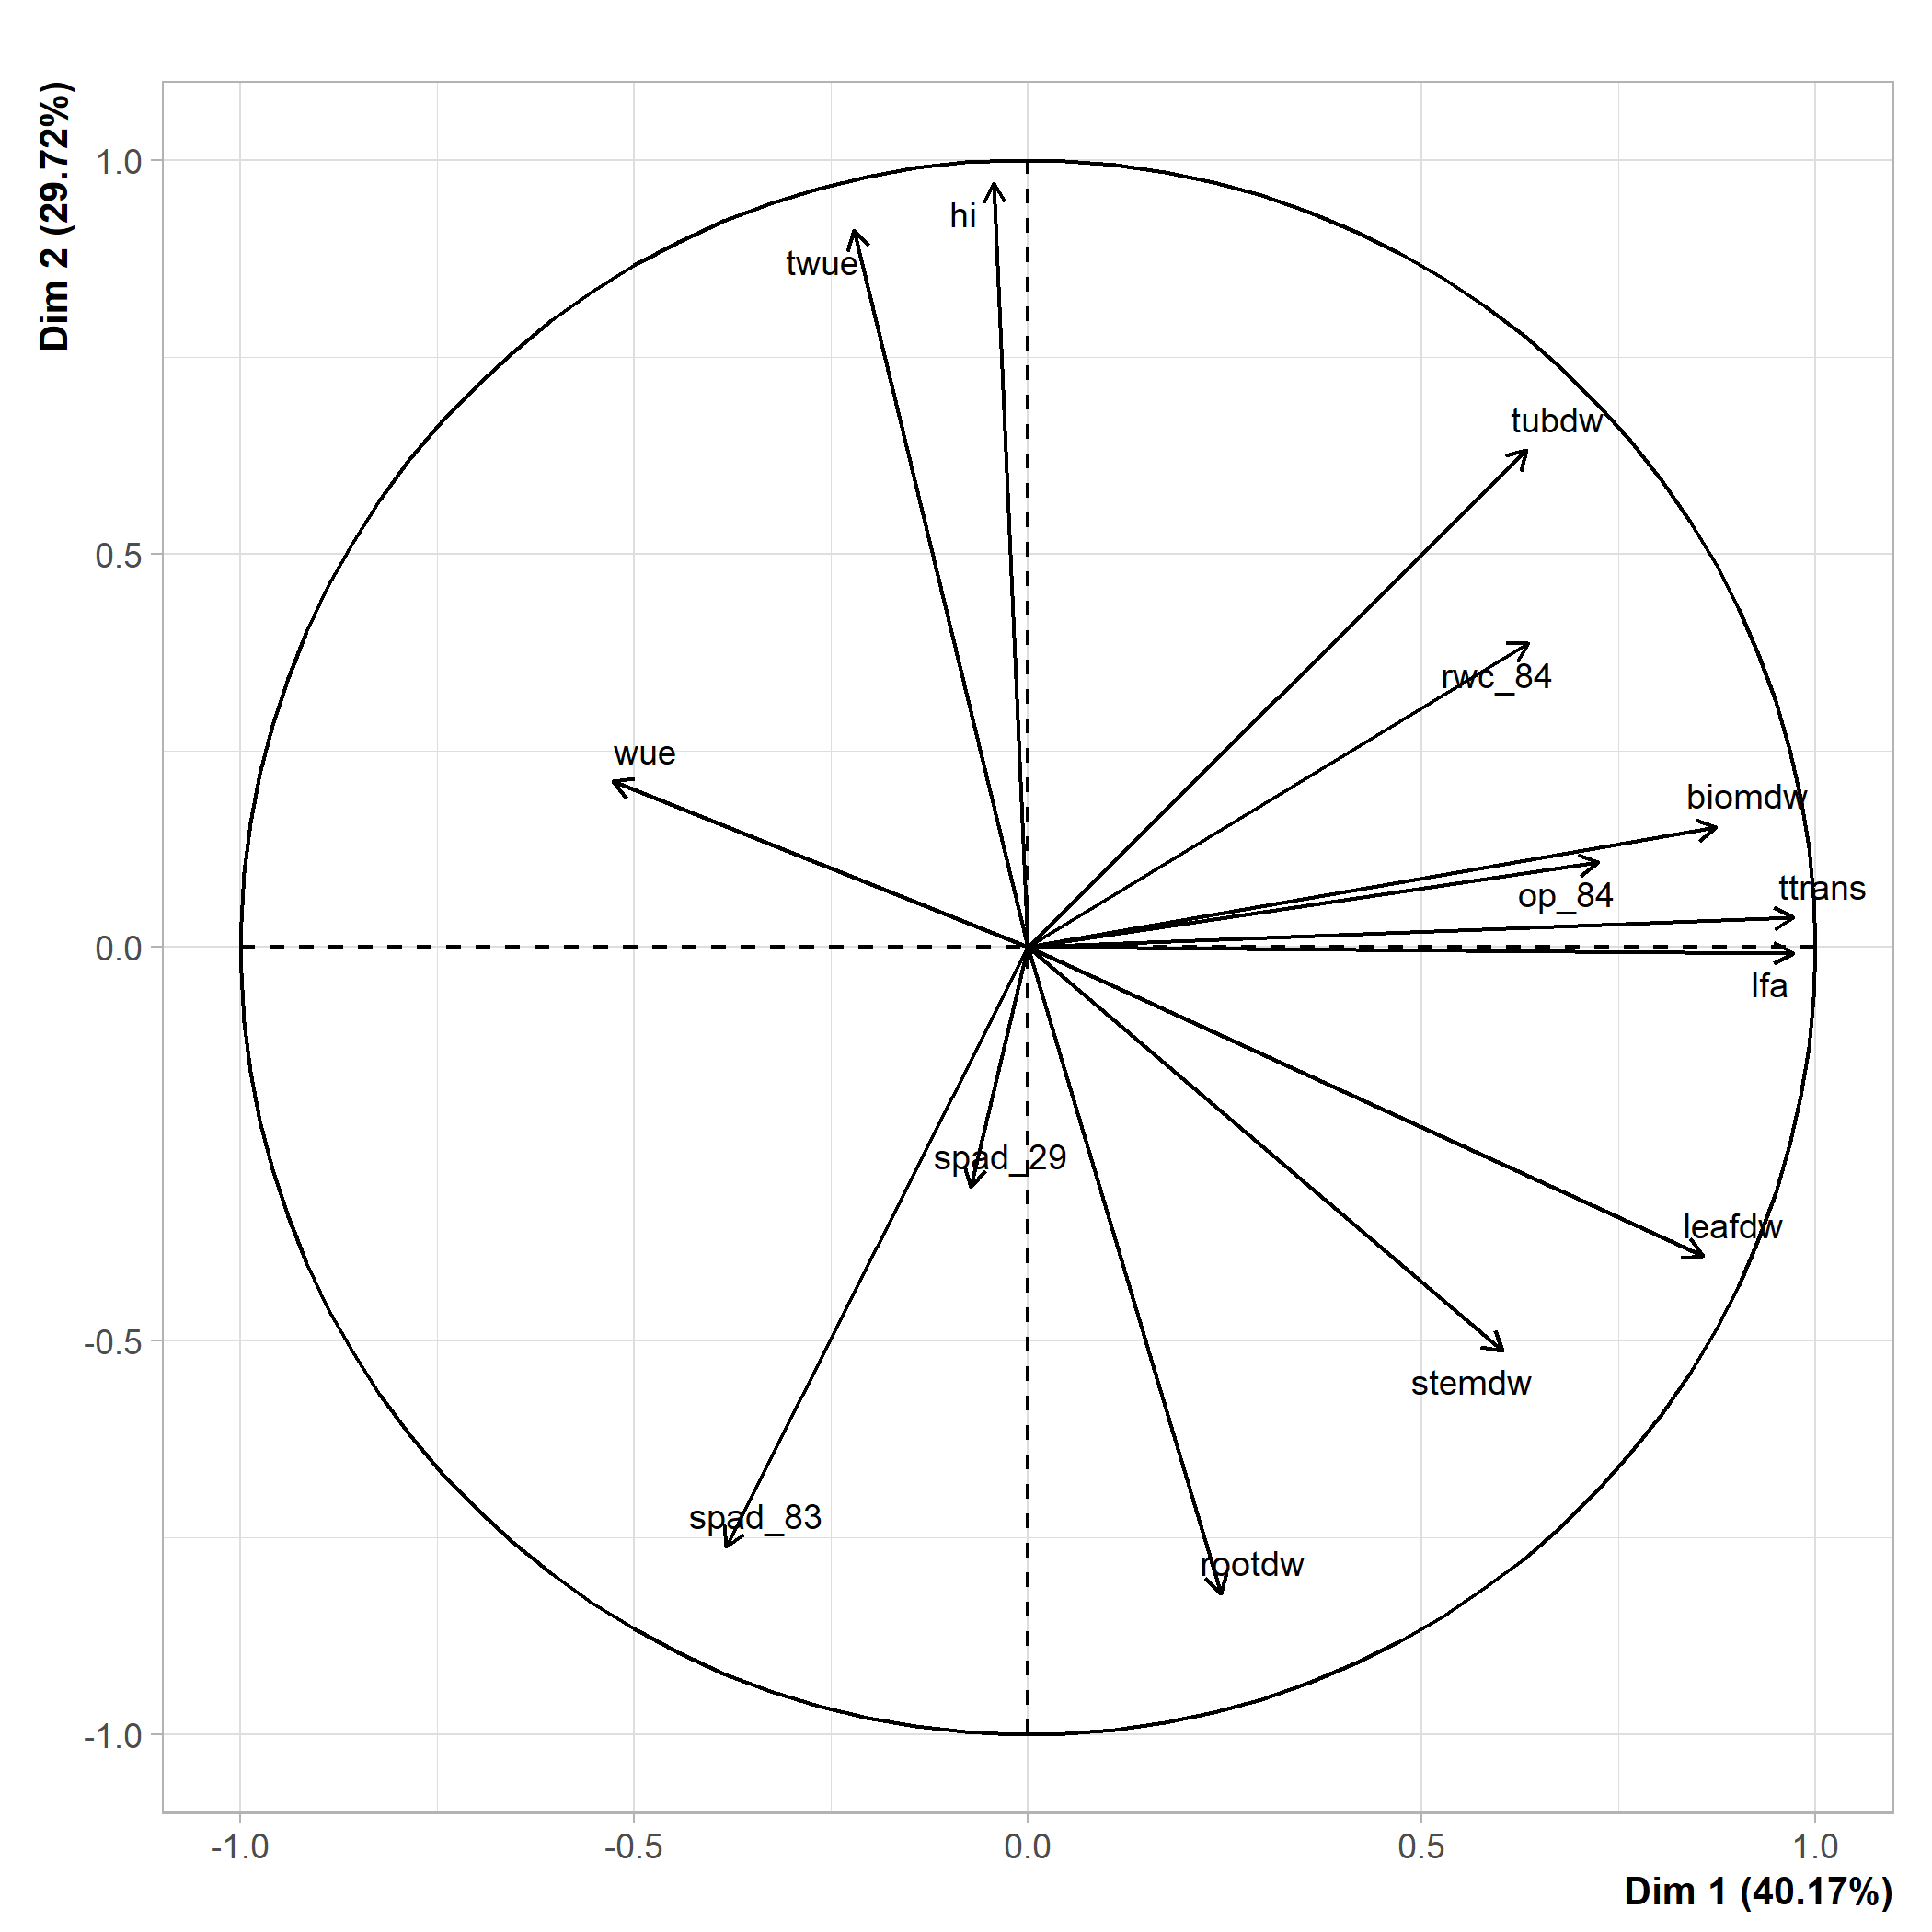 Dim 2 (29.72%)
1.0
0.5
0.0
-0.5
-1.0
hi
twue
tubdw
rwc_84
wue
biomdw
ttrans
op_84
lfa
spad_29
leafdw
stemdw
spad_83
rootdw
-1.0
-0.5
0.0
0.5
1.0
Dim 1 (40.17%)